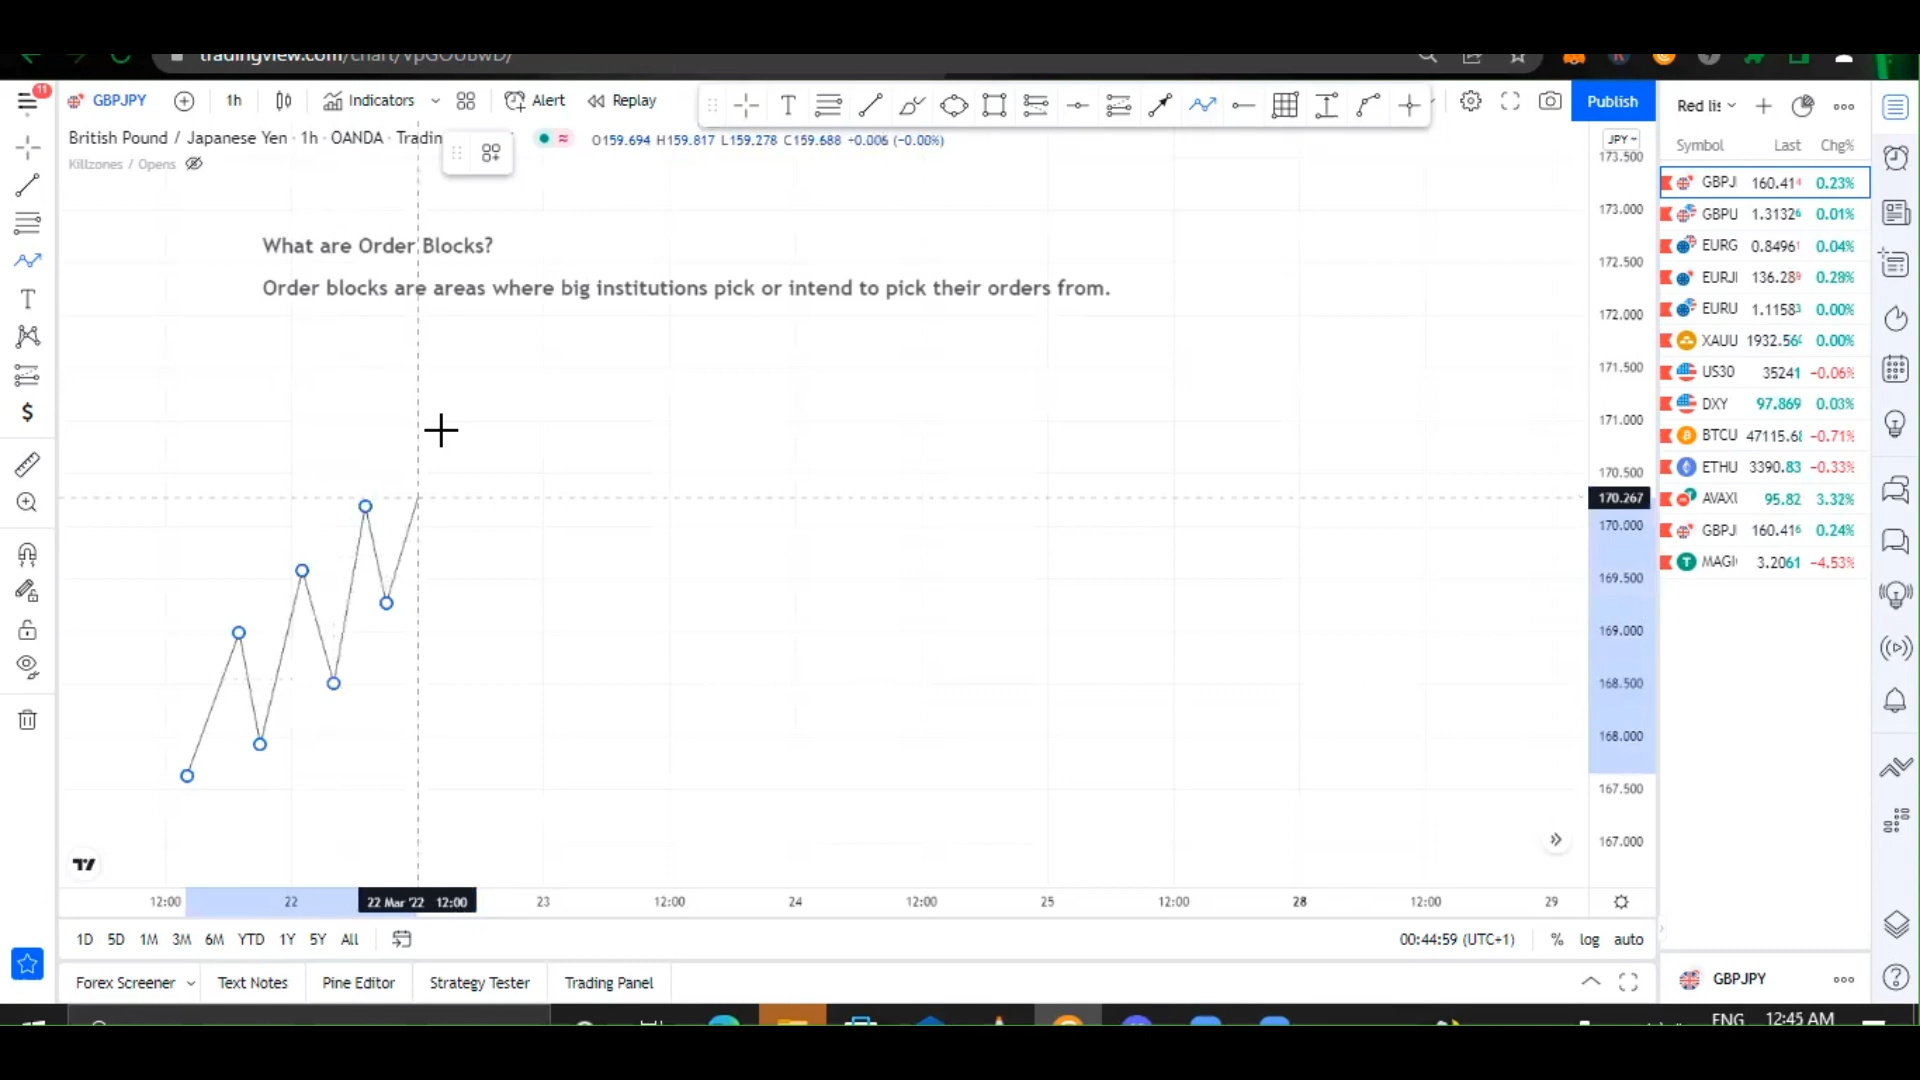 11
GBPJPY 1h Indicators Alert Replay Publish Red lis
British Pound / Japanese Yen · 1h · OANDA · Tradin O159.694 H159.817 L159.278 C159.688 +0.006 (−0.00%) JPY
Killzones / Opens
Symbol Last Chg%
What are Order Blocks?
Order blocks are areas where big institutions pick or intend to pick their orders from.
173.500
173.000
172.500
172.000
171.500
171.000
170.500
170.267
170.000
169.500
169.000
168.500
168.000
167.500
167.000
GBPJ 160.414 0.23%
GBPU 1.31326 0.01%
EURG 0.84961 0.04%
EURJI 136.289 0.28%
EURU 1.11583 0.00%
XAUU 1932.56 0.00%
US30 35241 −0.06%
DXY 97.869 0.03%
BTCU 47115.6 −0.71%
ETHU 3390.83 −0.33%
AVAXI 95.82 3.32%
GBPJ 160.416 0.24%
MAGI 3.2061 −4.53%
12:00 22 22 Mar '22 12:00 23 12:00 24 12:00 25 12:00 28 12:00 29
1D 5D 1M 3M 6M YTD 1Y 5Y All 00:44:59 (UTC+1) % log auto
Forex Screener Text Notes Pine Editor Strategy Tester Trading Panel GBPJPY
ENG 12:45 AM